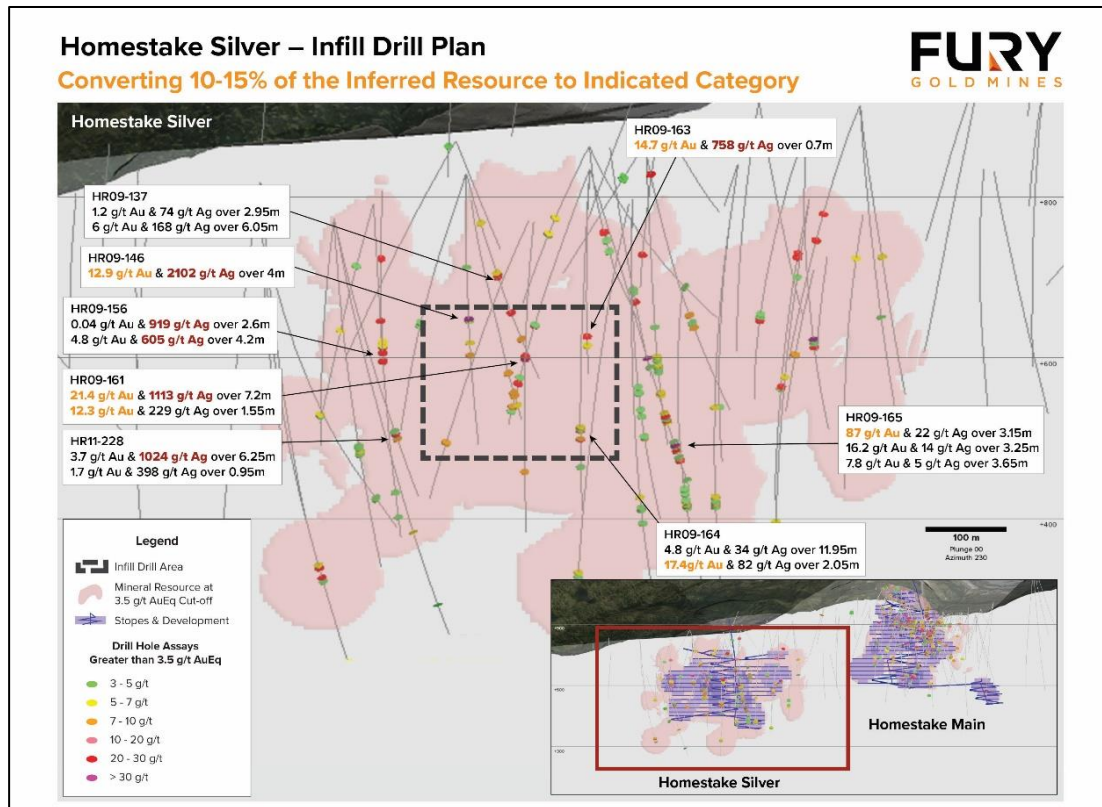 Homestake Silver – Infill Drill Plan
Converting 10-15% of the Inferred Resource to Indicated Category
FURY
GOLD MINES
Homestake Silver
HR09-163
14.7 g/t Au & 758 g/t Ag over 0.7m
HR09-137
1.2 g/t Au & 74 g/t Ag over 2.95m
6 g/t Au & 168 g/t Ag over 6.05m
+800
HR09-146
12.9 g/t Au & 2102 g/t Ag over 4m
HR09-156
0.04 g/t Au & 919 g/t Ag over 2.6m
4.8 g/t Au & 605 g/t Ag over 4.2m
+600
HR09-161
21.4 g/t Au & 1113 g/t Ag over 7.2m
12.3 g/t Au & 229 g/t Ag over 1.55m
HR11-228
3.7 g/t Au & 1024 g/t Ag over 6.25m
1.7 g/t Au & 398 g/t Ag over 0.95m
HR09-165
87 g/t Au & 22 g/t Ag over 3.15m
16.2 g/t Au & 14 g/t Ag over 3.25m
7.8 g/t Au & 5 g/t Ag over 3.65m
+400
HR09-164
4.8 g/t Au & 34 g/t Ag over 11.95m
17.4g/t Au & 82 g/t Ag over 2.05m
100 m
Plunge 00
Azimuth 230
Legend
Infill Drill Area
Mineral Resource at
3.5 g/t AuEq Cut-off
Stopes & Development
Drill Hole Assays
Greater than 3.5 g/t AuEq
3 - 5 g/t
5 - 7 g/t
7 - 10 g/t
10 - 20 g/t
20 - 30 g/t
> 30 g/t
Homestake Main
Homestake Silver